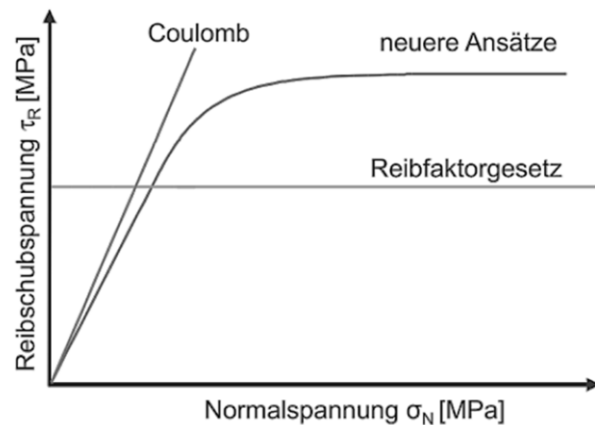 Coulomb
neuere Ansätze
Reibfaktorgesetz
Reibschubspannung τR [MPa]
Normalspannung σN [MPa]